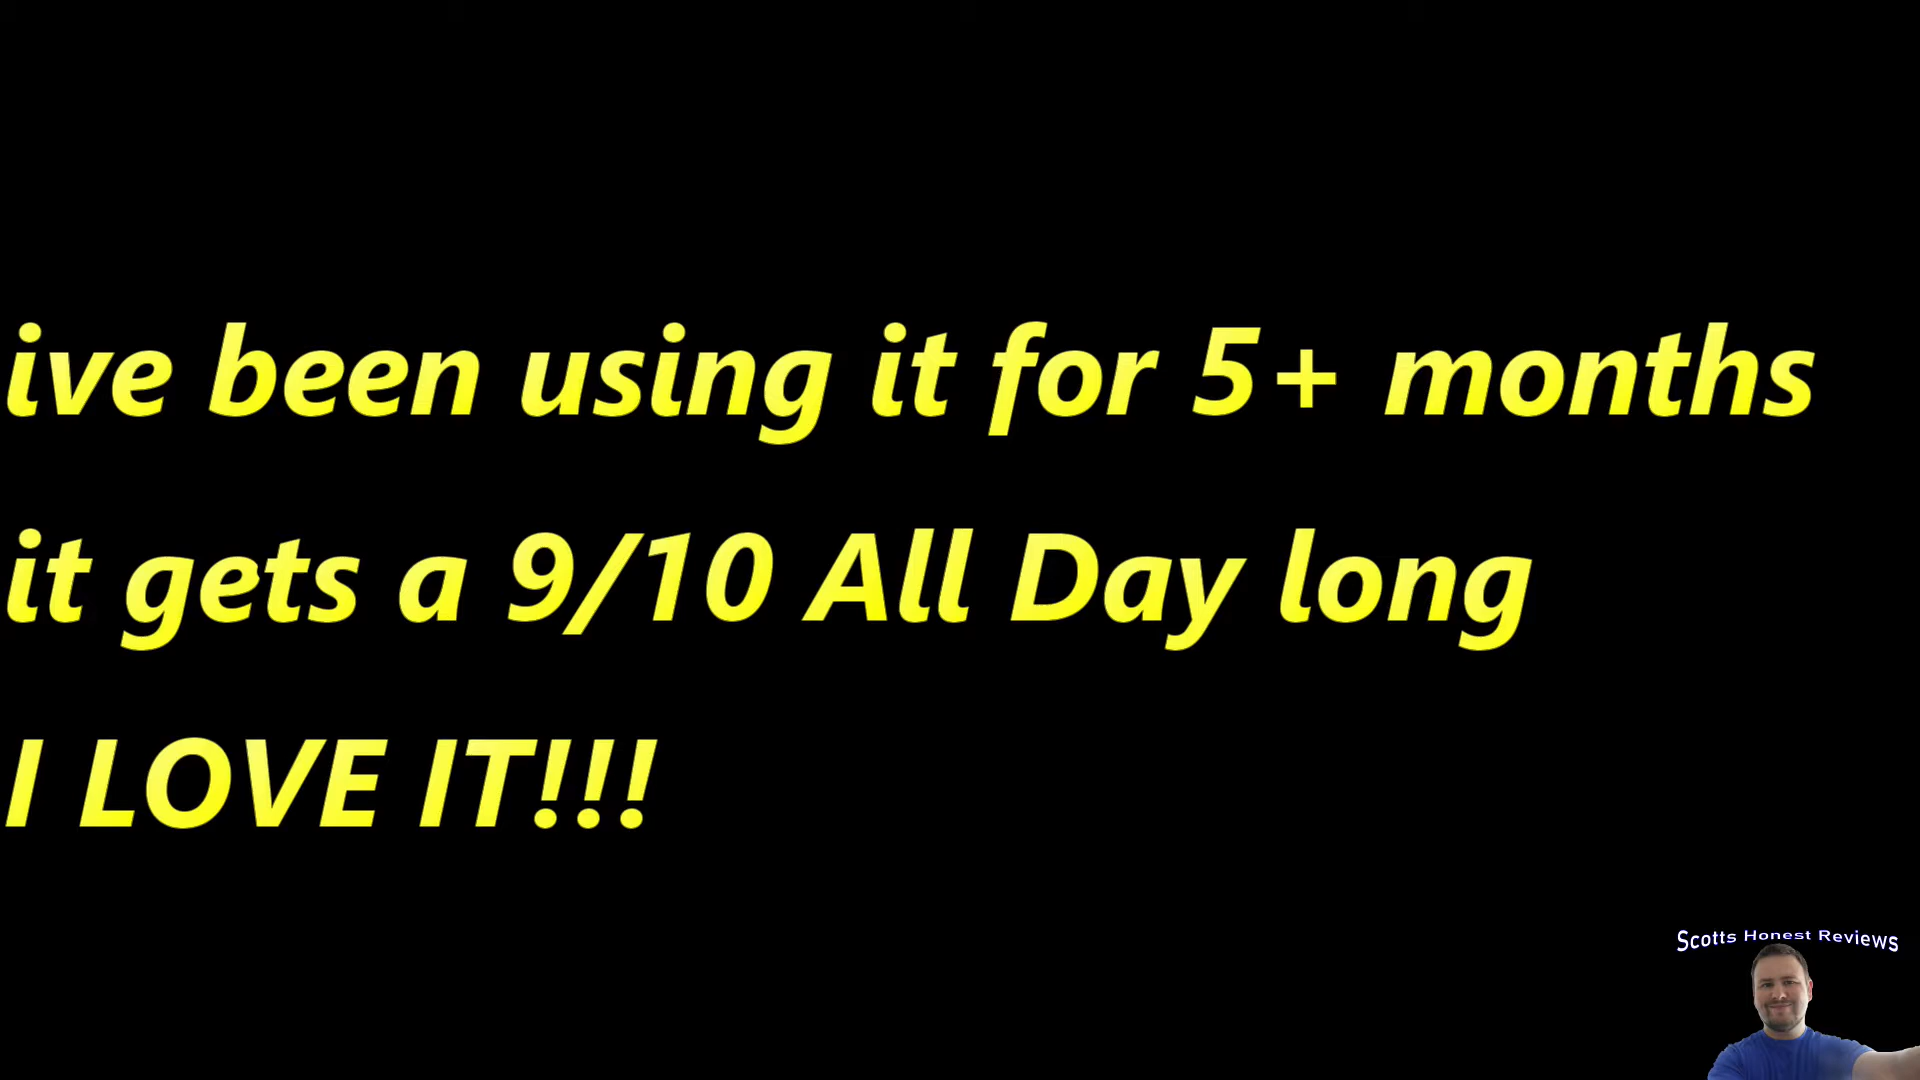 ive been using it for 5+ months
it gets a 9/10 All Day long
I LOVE IT!!!
Scotts Honest Reviews